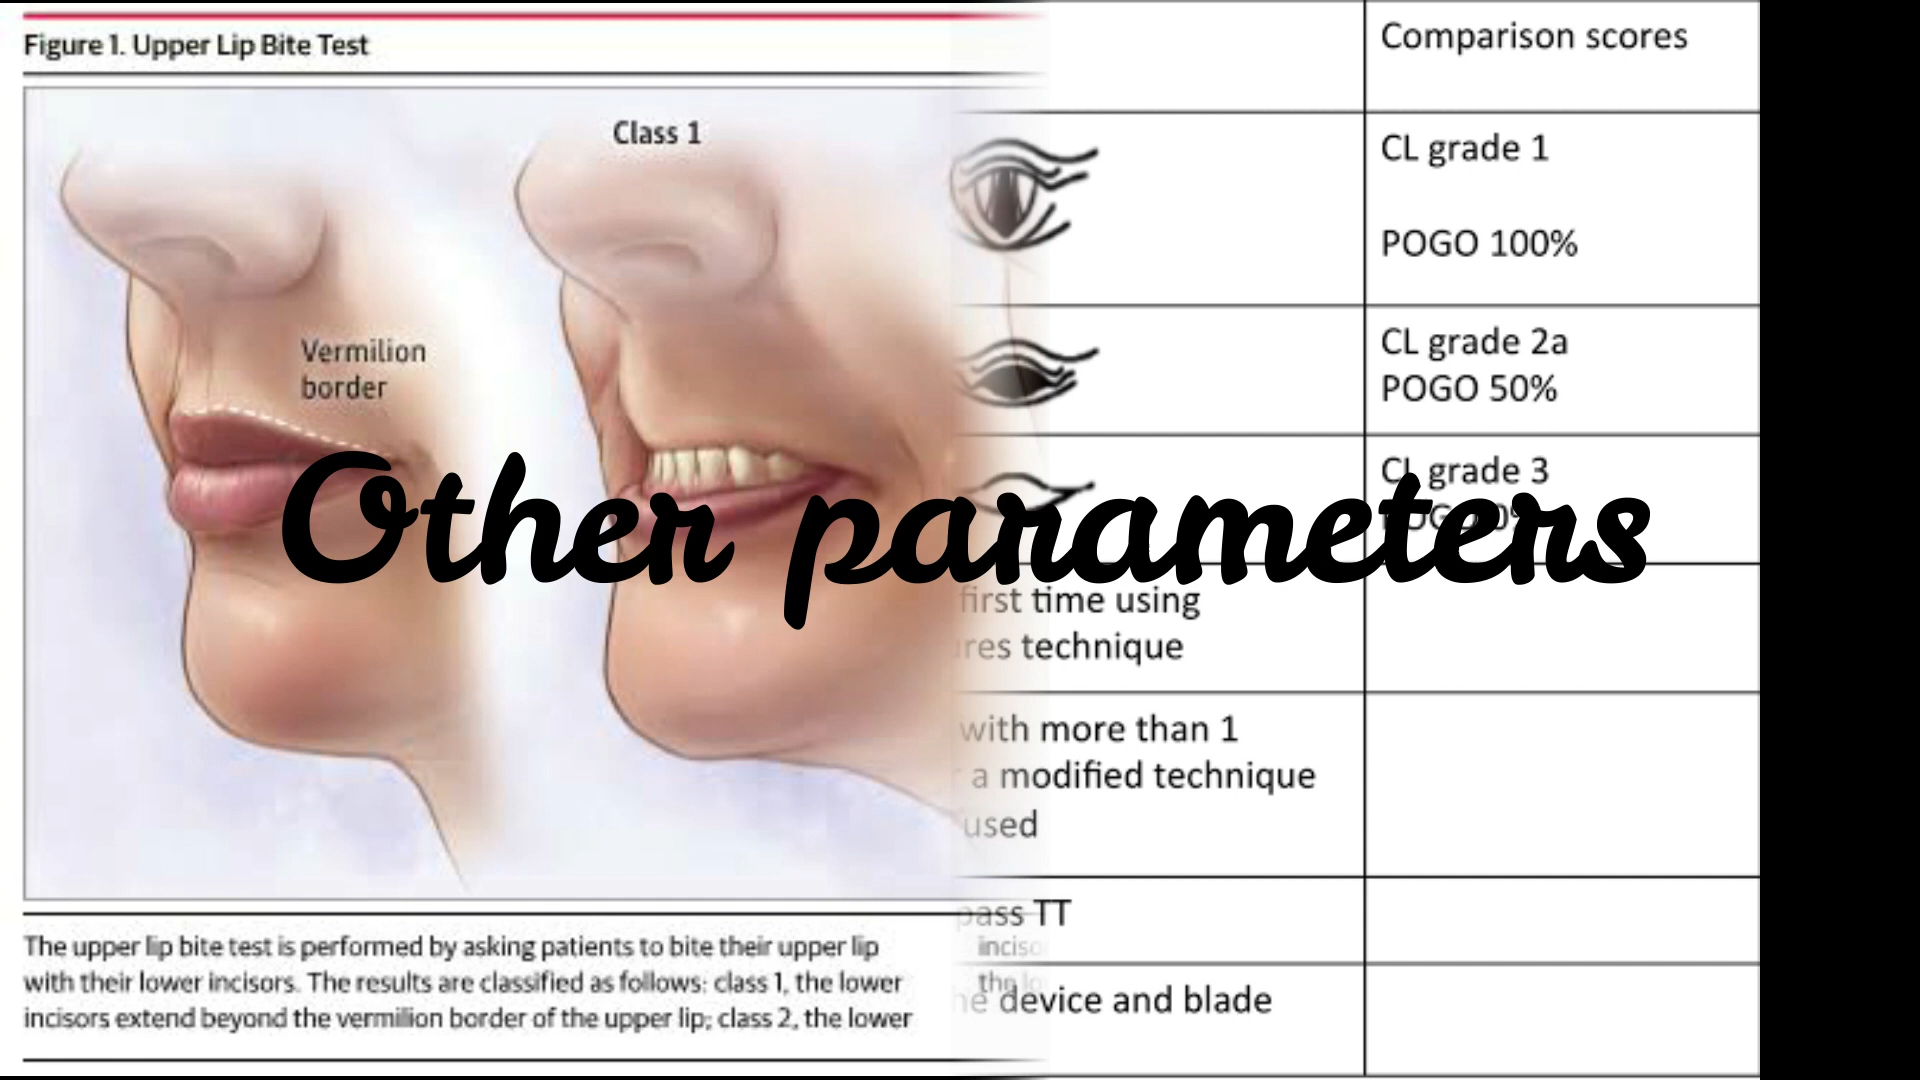 Figure 1. Upper Lip Bite Test
Class 1
Vermilion
border
The upper lip bite test is performed by asking patients to bite their upper lip
with their lower incisors. The results are classified as follows: class 1, the lower
incisors extend beyond the vermilion border of the upper lip; class 2, the lower
Other parameters
Comparison scores
CL grade 1
POGO 100%
CL grade 2a
POGO 50%
CL grade 3
first time using
technique
with more than 1
a modified technique
used
pass TT
device and blade